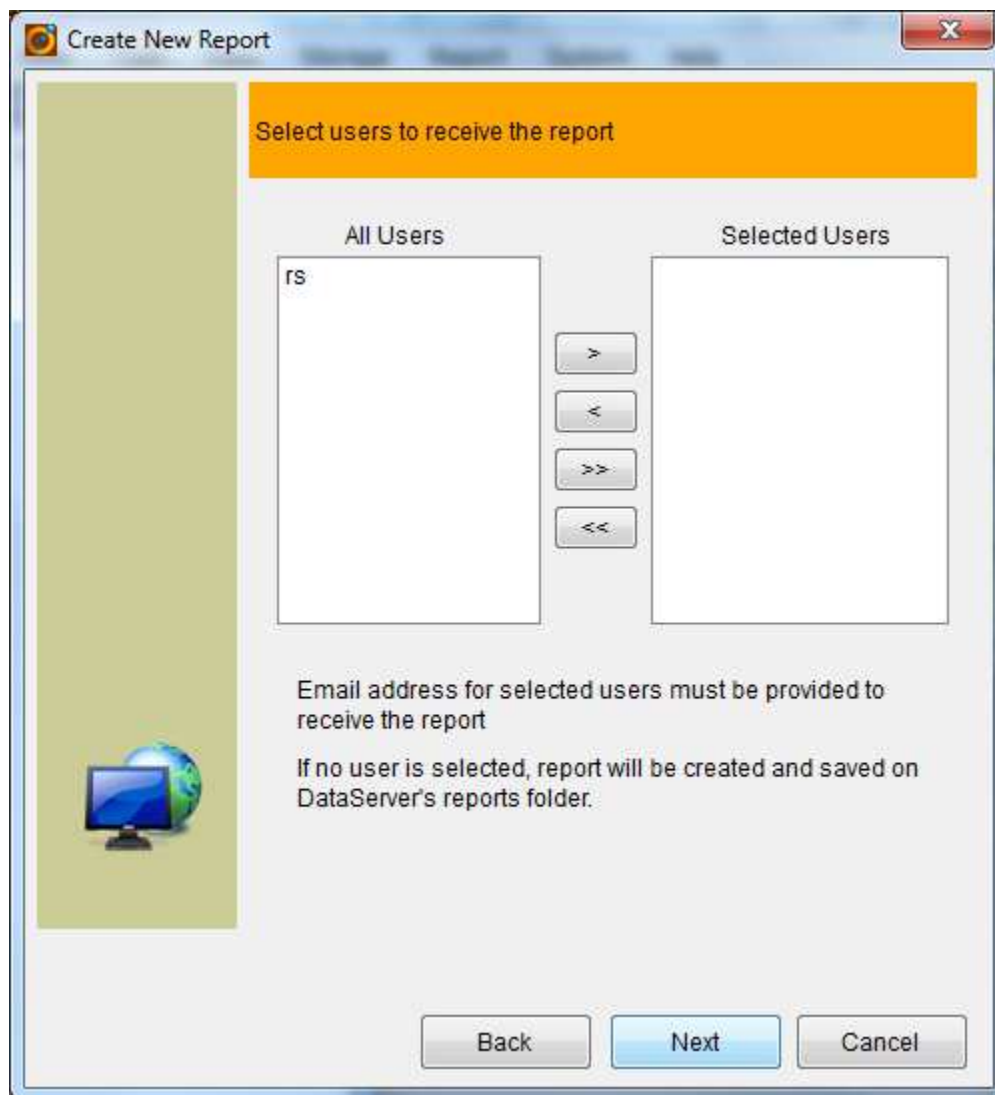 Create New Report
Select users to receive the report
All Users
Selected Users
rs
>
<
>>
<<
Email address for selected users must be provided to
receive the report
If no user is selected, report will be created and saved on
DataServer's reports folder.
Back
Next
Cancel